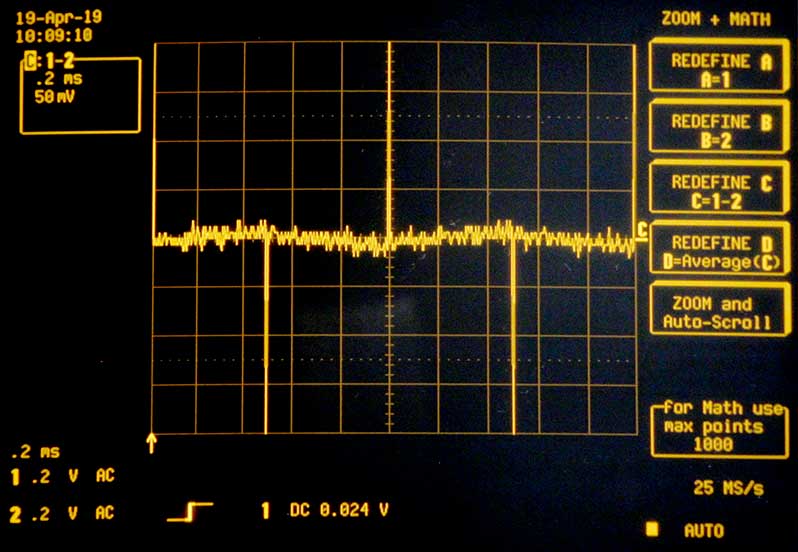 19-Apr-19
10:09:10
C:1-2
.2 ms
50mV
ZOOM + MATH
REDEFINE A
A=1
REDEFINE B
B=2
REDEFINE C
C=1-2
C
REDEFINE D
D=Average(C)
ZOOM and
Auto-Scroll
for Math use
max points
1000
.2 ms
1 .2 V AC
2 .2 V AC
1 DC 0.024 V
25 MS/s
AUTO